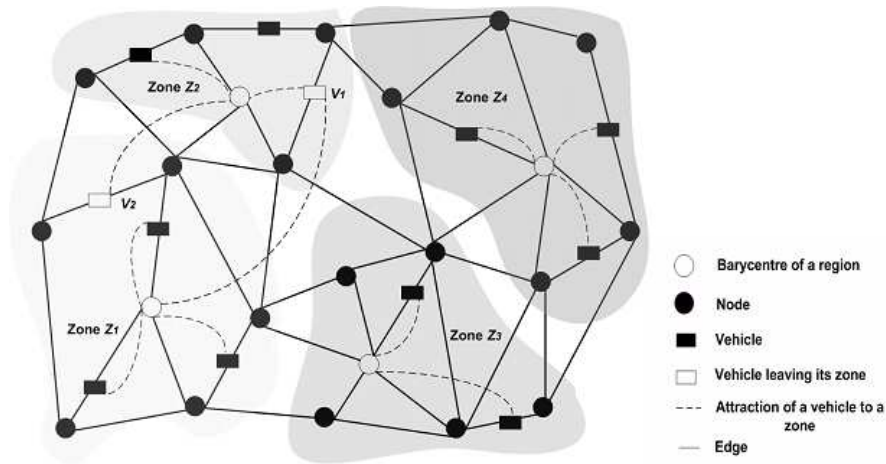 Zone Z2
V1
Zone Z4
V2
Zone Z1
Zone Z3
Barycentre of a region
Node
Vehicle
Vehicle leaving its zone
Attraction of a vehicle to a
zone
Edge